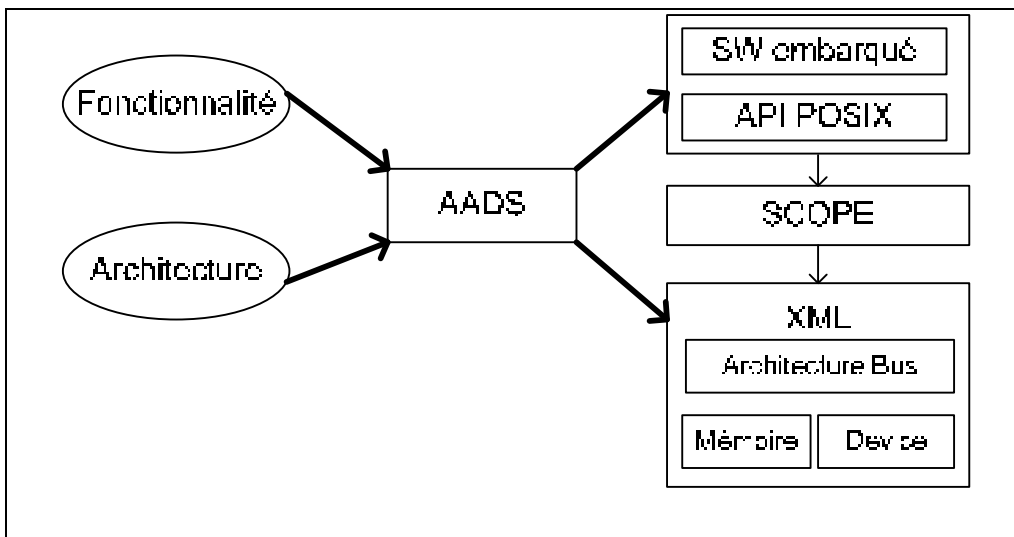 Fonctionnalité
Architecture
AADS
SW embarqué
API POSIX
SCOPE
XML
Architecture Bus
Mémoire
Device